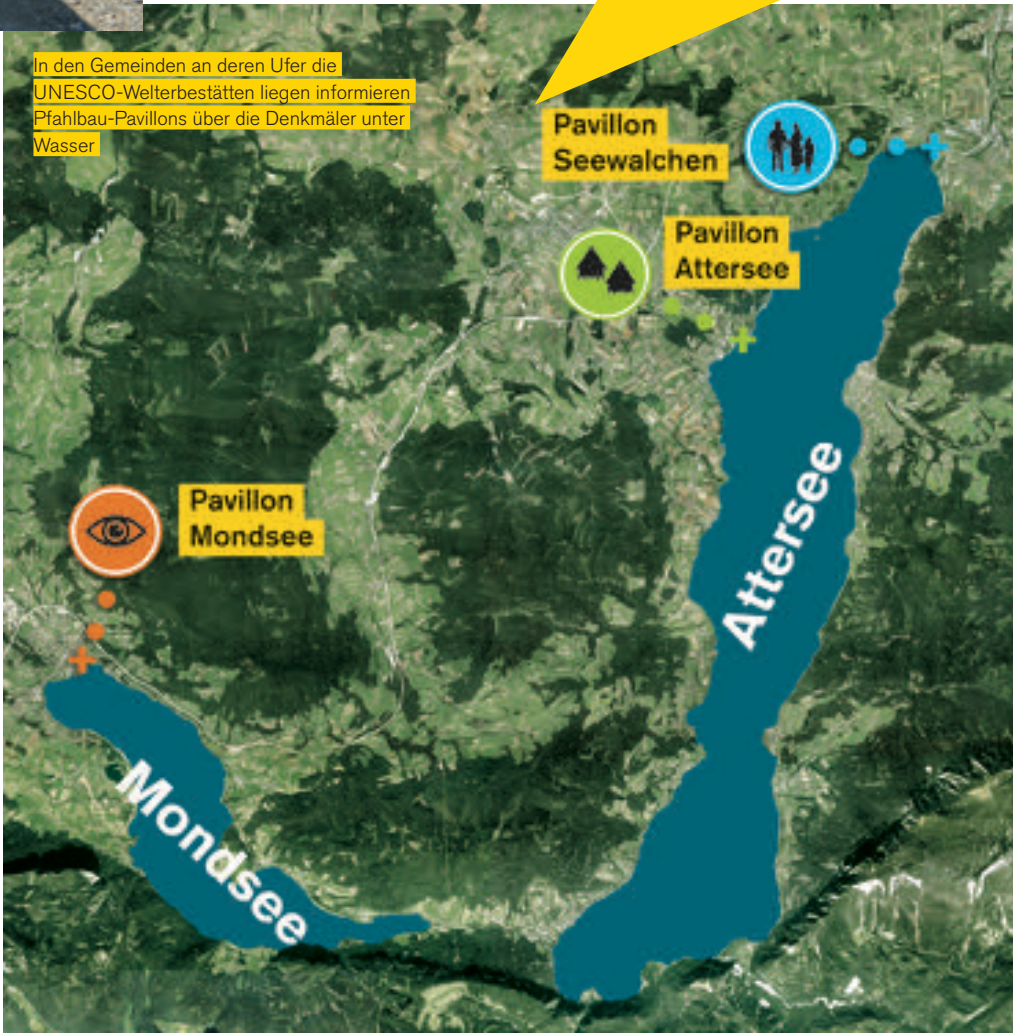 In den Gemeinden an deren Ufer die
UNESCO-Welterbestätten liegen informieren
Pfahlbau-Pavillons über die Denkmäler unter
Wasser
Pavillon
Seewalchen
Pavillon
Attersee
Pavillon
Mondsee
Attersee
Mondsee